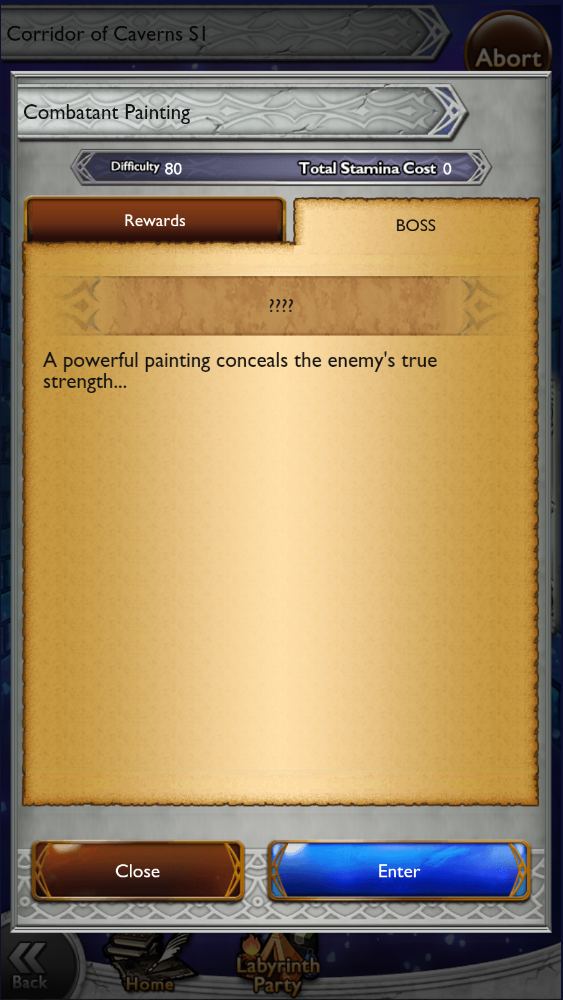 Corridor of Caverns S1
Abort
Combatant Painting
Difficulty 80
Total Stamina Cost 0
Rewards
BOSS
????
A powerful painting conceals the enemy's true
strength...
Close
Enter
Back
Home
Labyrinth
Party